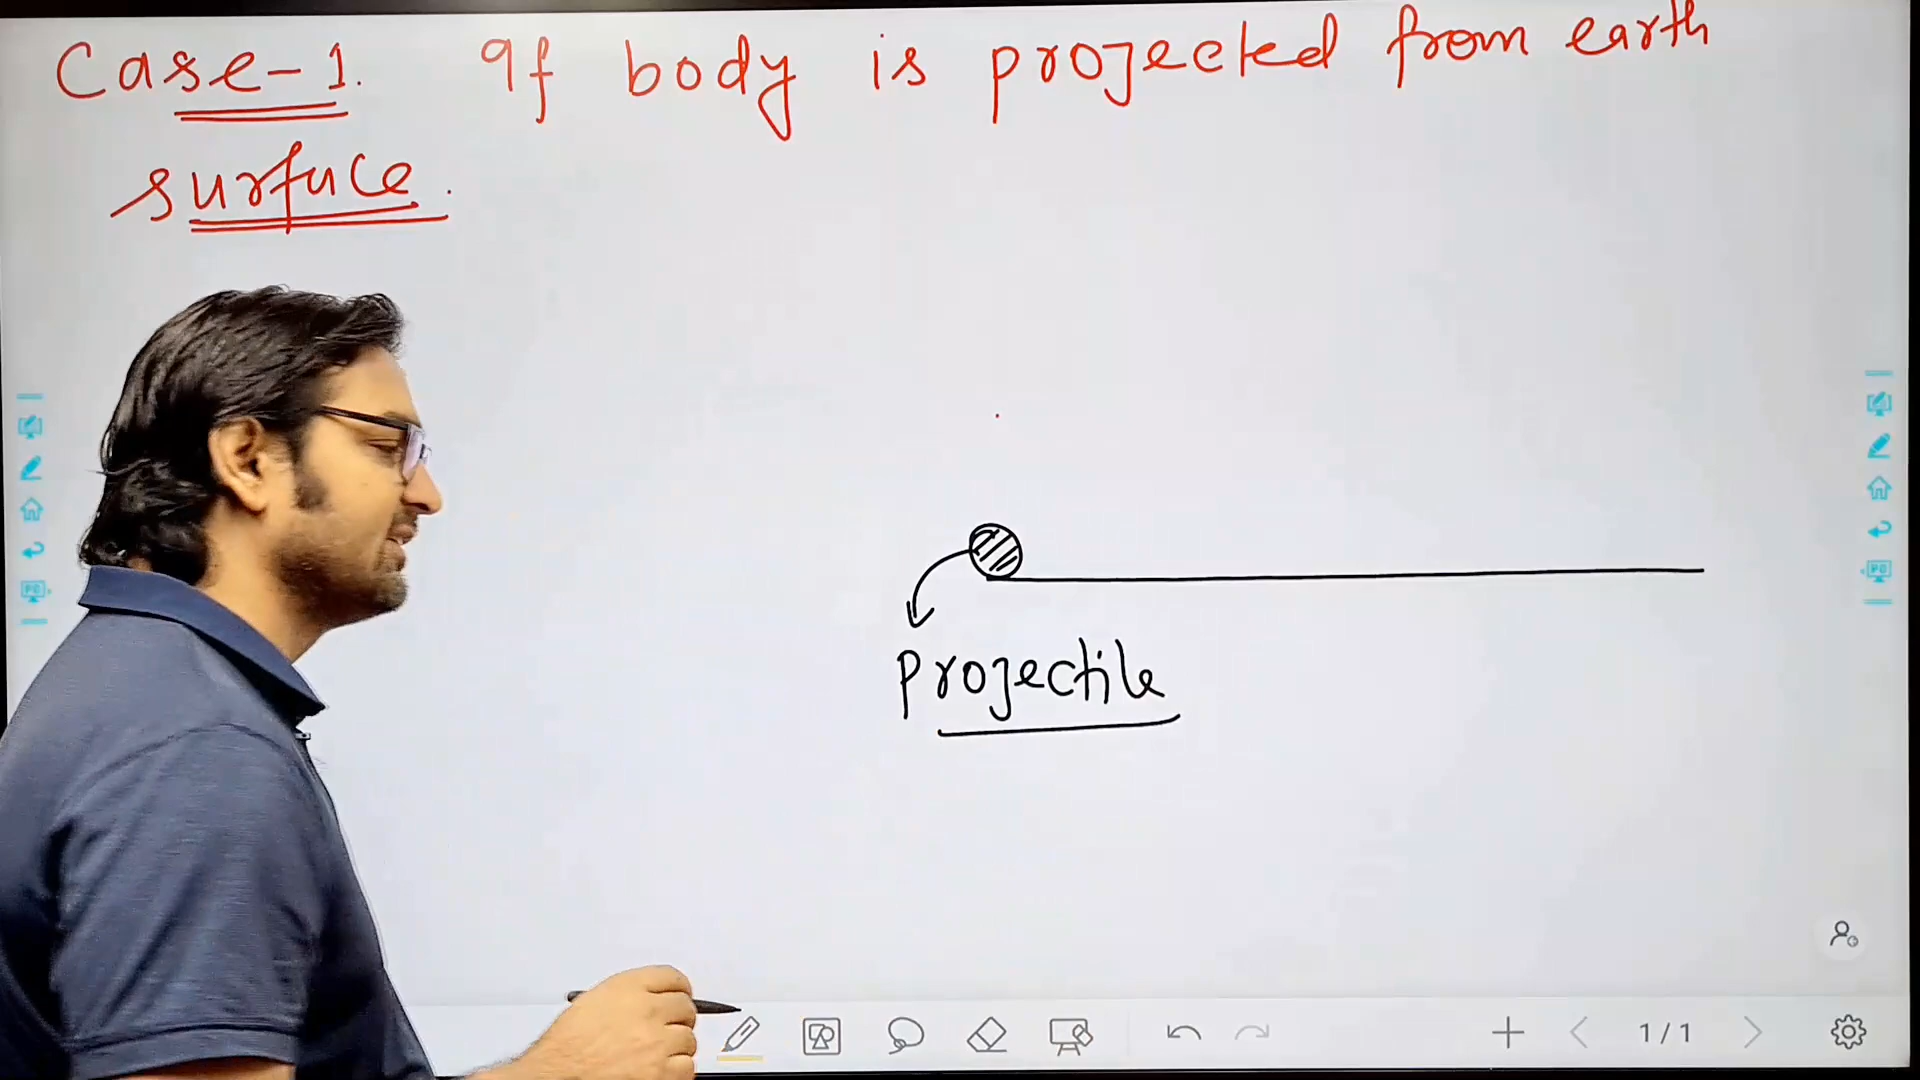 Case-1. If body is projected from earth
surface.
Projectile
1/1